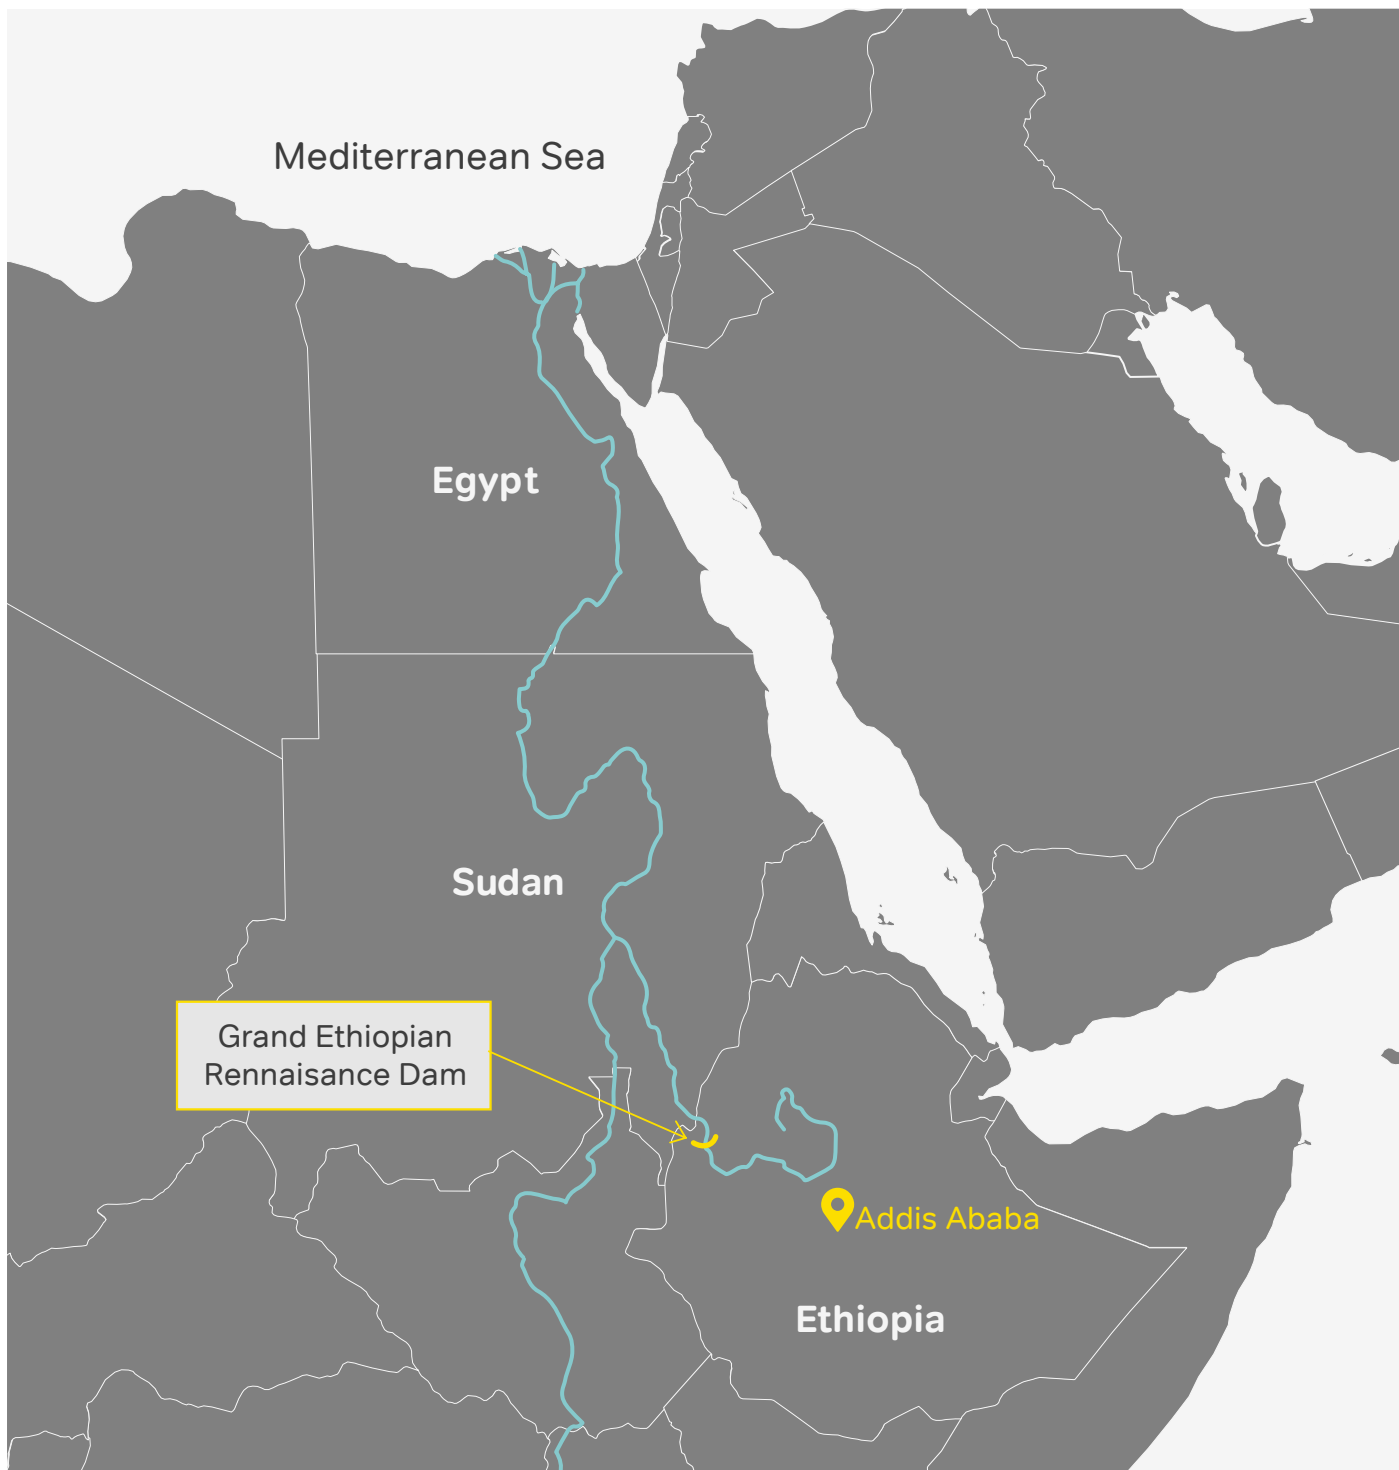 Mediterranean Sea
Egypt
Sudan
Grand Ethiopian
Rennaisance Dam
Addis Ababa
Ethiopia